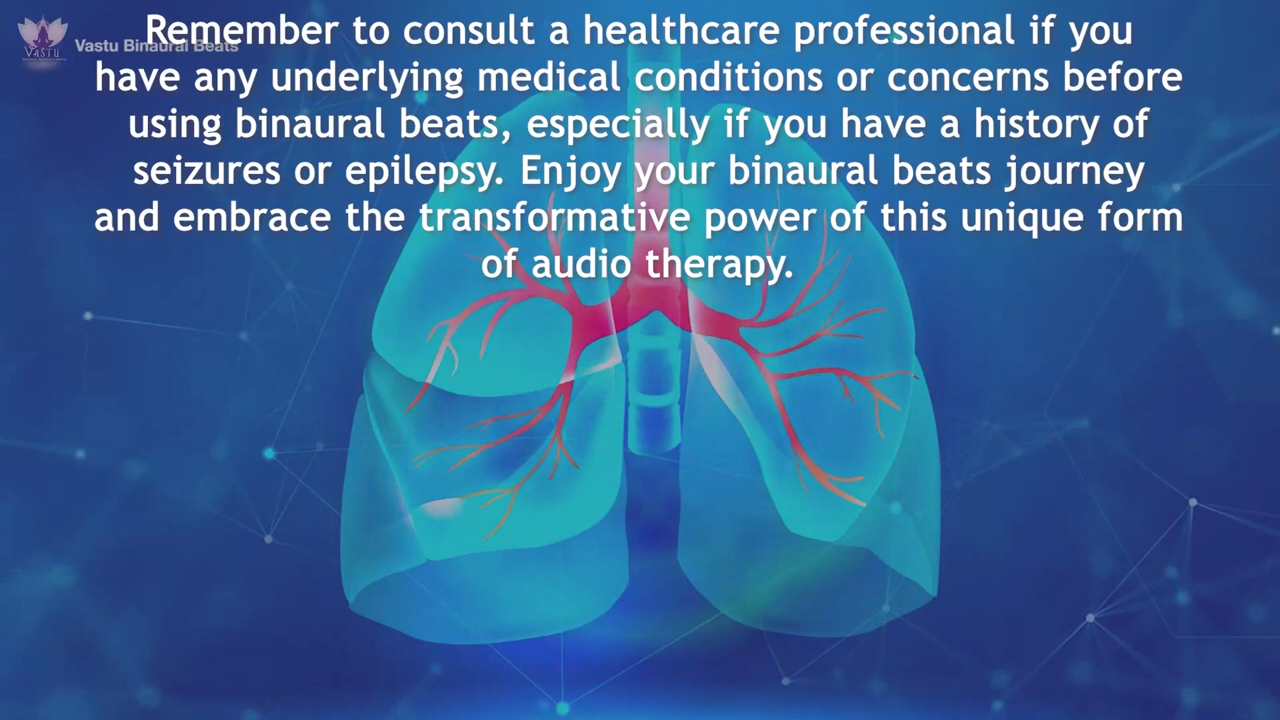 VASTU
Vastu Binaural Beats
Remember to consult a healthcare professional if you
have any underlying medical conditions or concerns before
using binaural beats, especially if you have a history of
seizures or epilepsy. Enjoy your binaural beats journey
and embrace the transformative power of this unique form
of audio therapy.